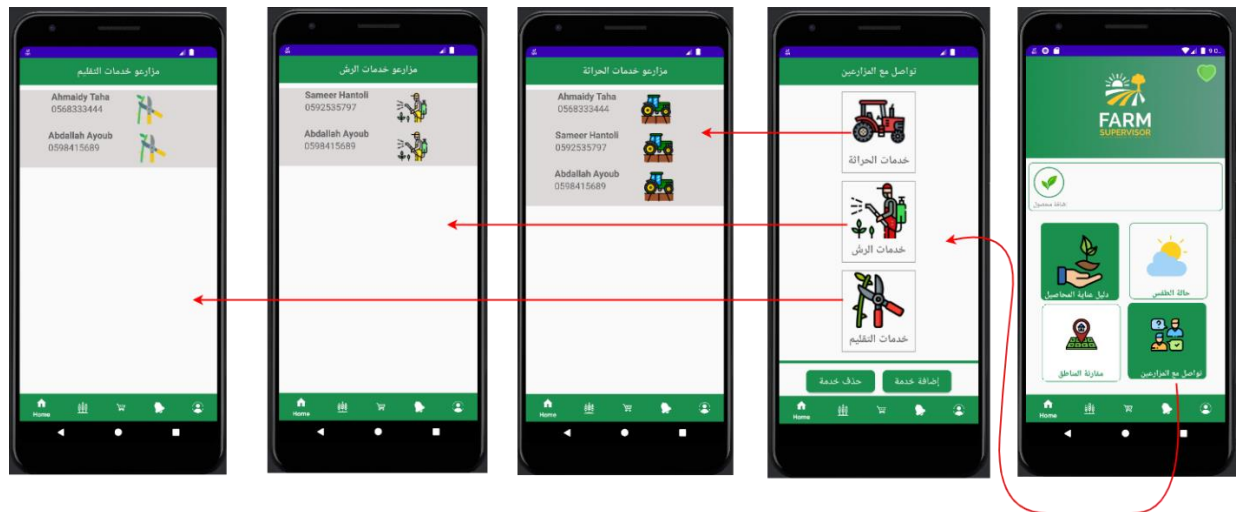 مزارعو خدمات التقليم
Ahmaidy Taha
0568333444
Abdallah Ayoub
0598415689
Home
مزارعو خدمات الرش
Sameer Hantoli
0592535797
Abdallah Ayoub
0598415689
Home
مزارعو خدمات الحراثة
Ahmaidy Taha
0568333444
Sameer Hantoli
0592535797
Abdallah Ayoub
0598415689
Home
تواصل مع المزارعين
خدمات الحراثة
خدمات الرش
خدمات التقليم
إضافة خدمة
حذف خدمة
Home
FARM
SUPERVISOR
إضافة محصول
حالة الطقس
دليل عناية المحاصيل
تواصل مع المزارعين
مقارنة المناطق
Home